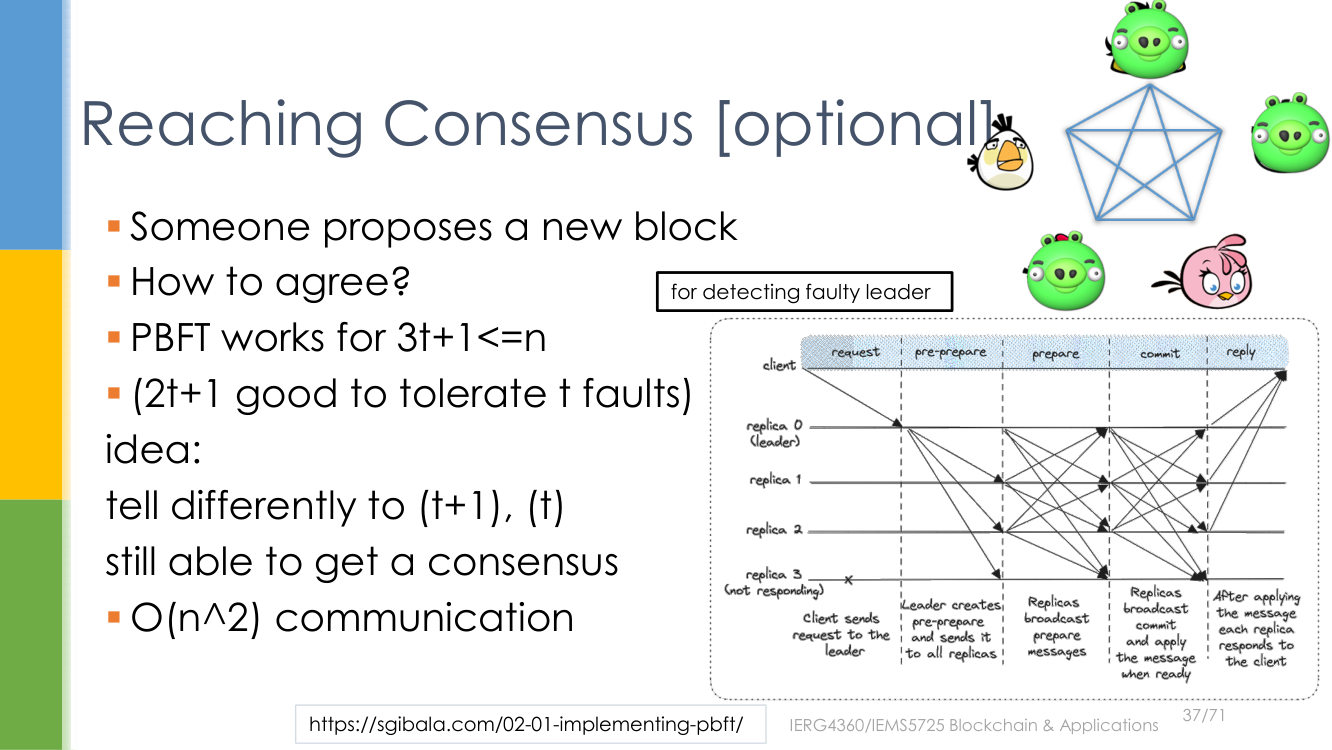 Reaching Consensus [optional]
Someone proposes a new block
How to agree?
for detecting faulty leader
PBFT works for 3t+1<=n
(2t+1 good to tolerate t faults)
idea:
tell differently to (t+1), (t)
still able to get a consensus
O(n^2) communication
request pre-prepare prepare commit reply
client
replica 0
(leader)
replica 1
replica 2
replica 3
(not responding)
x
Client sends
request to the
leader
Leader creates
pre-prepare
and sends it
to all replicas
Replicas
broadcast
prepare
messages
Replicas
broadcast
commit
and apply
the message
when ready
After applying
the message
each replica
responds to
the client
https://sgibala.com/02-01-implementing-pbft/
IERG4360/IEMS5725 Blockchain & Applications
37/71